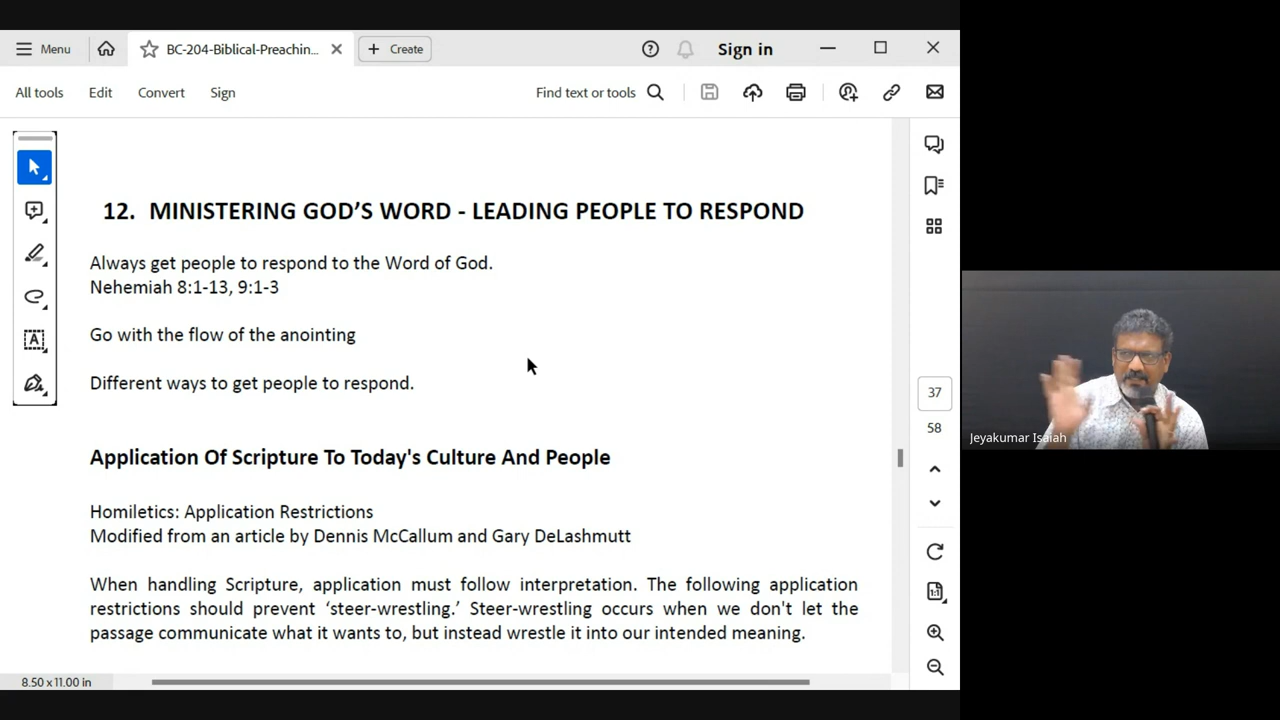 Menu
BC-204-Biblical-Preachin...
Create
Sign in
All tools
Edit
Convert
Sign
Find text or tools
12. MINISTERING GOD'S WORD - LEADING PEOPLE TO RESPOND
Always get people to respond to the Word of God.
Nehemiah 8:1-13, 9:1-3
Go with the flow of the anointing
Different ways to get people to respond.
Application Of Scripture To Today's Culture And People
Homiletics: Application Restrictions
Modified from an article by Dennis McCallum and Gary DeLashmutt
When handling Scripture, application must follow interpretation. The following application
restrictions should prevent ‘steer-wrestling.’ Steer-wrestling occurs when we don't let the
passage communicate what it wants to, but instead wrestle it into our intended meaning.
8.50 x 11.00 in
37
58
1:1
Jeyakumar Isaiah